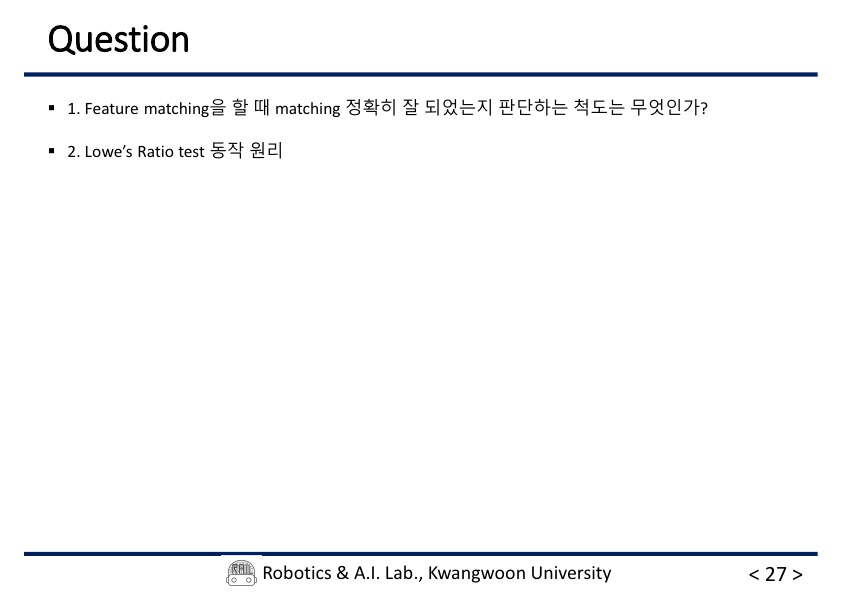 Question
▪ 1. Feature matching을 할 때 matching 정확히 잘 되었는지 판단하는 척도는 무엇인가?
▪ 2. Lowe’s Ratio test 동작 원리
RAIL
Robotics & A.I. Lab., Kwangwoon University
< 27 >